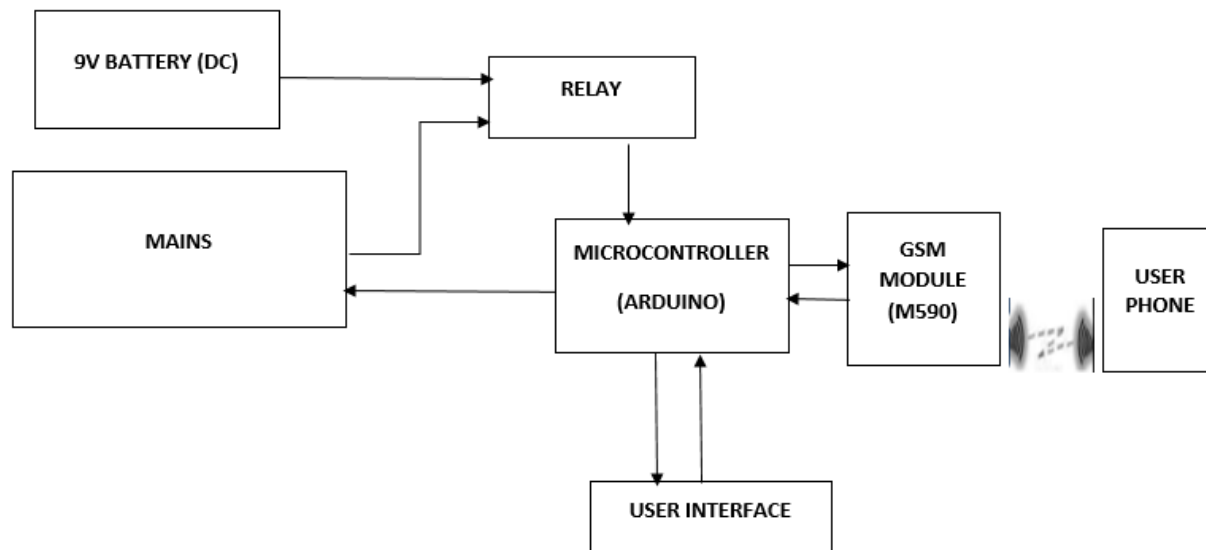 9V BATTERY (DC)
RELAY
MAINS
MICROCONTROLLER
(ARDUINO)
GSM
MODULE
(M590)
USER
PHONE
USER INTERFACE